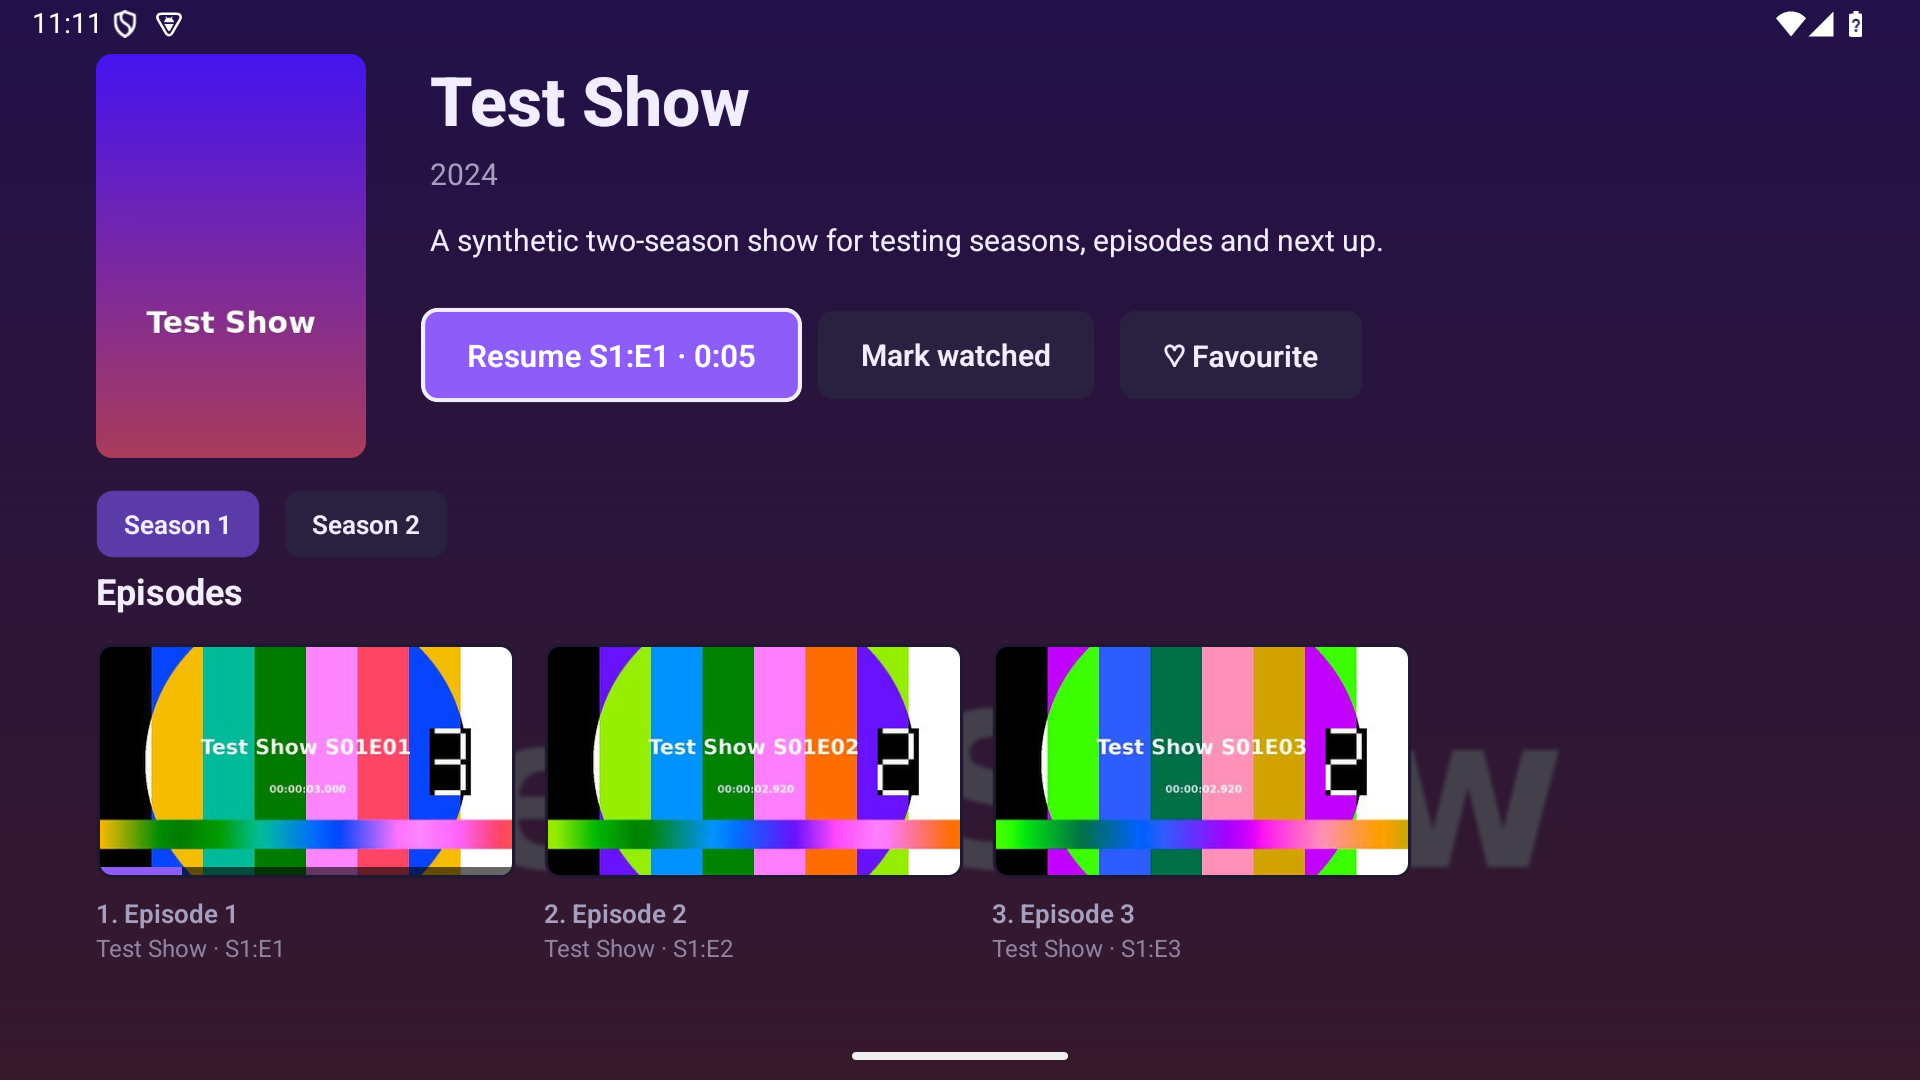 11:11
Test Show
2024
A synthetic two-season show for testing seasons, episodes and next up.
Test Show
Resume S1:E1 · 0:05
Mark watched
♡ Favourite
Season 1
Season 2
Episodes
Test Show S01E01
00:00:03.000
3
Test Show S01E02
00:00:02.920
2
Test Show S01E03
00:00:02.920
2
1. Episode 1
Test Show · S1:E1
2. Episode 2
Test Show · S1:E2
3. Episode 3
Test Show · S1:E3